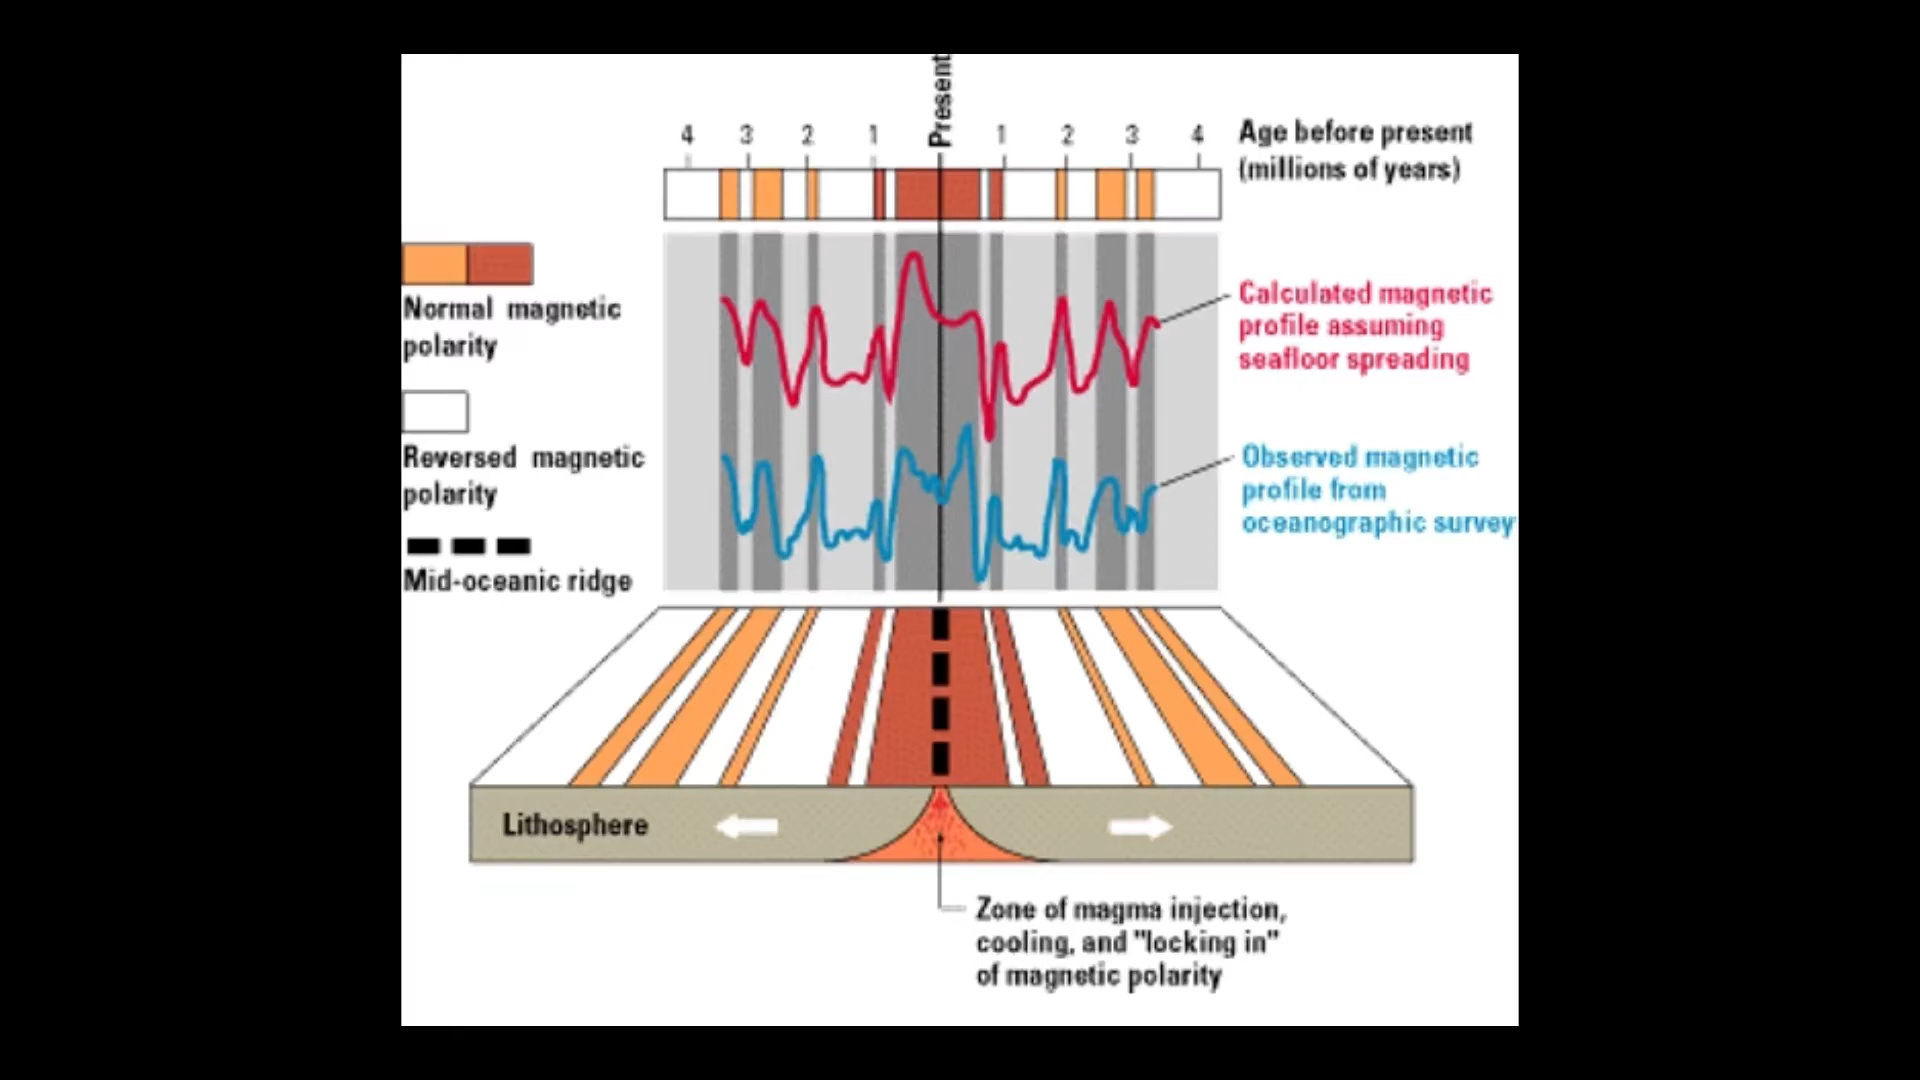 Present
4 3 2 1 1 2 3 4
Age before present
(millions of years)
Normal magnetic
polarity
Reversed magnetic
polarity
Mid-oceanic ridge
Calculated magnetic
profile assuming
seafloor spreading
Observed magnetic
profile from
oceanographic survey
Lithosphere
Zone of magma injection,
cooling, and "locking in"
of magnetic polarity